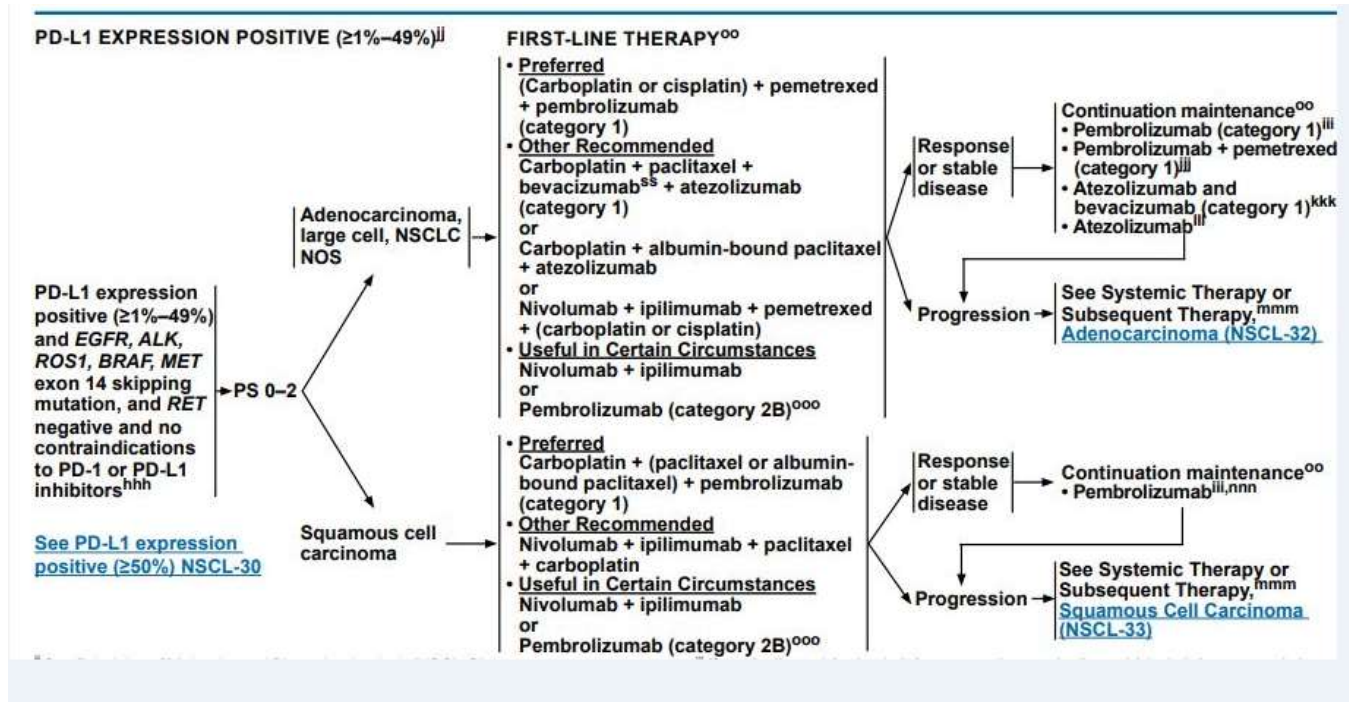 PD-L1 EXPRESSION POSITIVE (≥1%–49%)jj
PD-L1 expression
positive (≥1%–49%)
and EGFR, ALK,
ROS1, BRAF, MET
exon 14 skipping
mutation, and RET
negative and no
contraindications
to PD-1 or PD-L1
inhibitorshhh
See PD-L1 expression
positive (≥50%) NSCL-30
PS 0–2
Adenocarcinoma,
large cell, NSCLC
NOS
FIRST-LINE THERAPYoo
• Preferred
(Carboplatin or cisplatin) + pemetrexed
+ pembrolizumab
(category 1)
• Other Recommended
Carboplatin + paclitaxel +
bevacizumabss + atezolizumab
(category 1)
or
Carboplatin + albumin-bound paclitaxel
+ atezolizumab
or
Nivolumab + ipilimumab + pemetrexed
+ (carboplatin or cisplatin)
• Useful in Certain Circumstances
Nivolumab + ipilimumab
or
Pembrolizumab (category 2B)ooo
Response
or stable
disease
Continuation maintenanceoo
• Pembrolizumab (category 1)iii
• Pembrolizumab + pemetrexed
(category 1)jjj
• Atezolizumab and
bevacizumab (category 1)kkk
• Atezolizumablll
Progression
See Systemic Therapy or
Subsequent Therapy,mmm
Adenocarcinoma (NSCL-32)
Squamous cell
carcinoma
• Preferred
Carboplatin + (paclitaxel or albumin-
bound paclitaxel) + pembrolizumab
(category 1)
• Other Recommended
Nivolumab + ipilimumab + paclitaxel
+ carboplatin
• Useful in Certain Circumstances
Nivolumab + ipilimumab
or
Pembrolizumab (category 2B)ooo
Response
or stable
disease
Continuation maintenanceoo
• Pembrolizumabiii,nnn
Progression
See Systemic Therapy or
Subsequent Therapy,mmm
Squamous Cell Carcinoma
(NSCL-33)